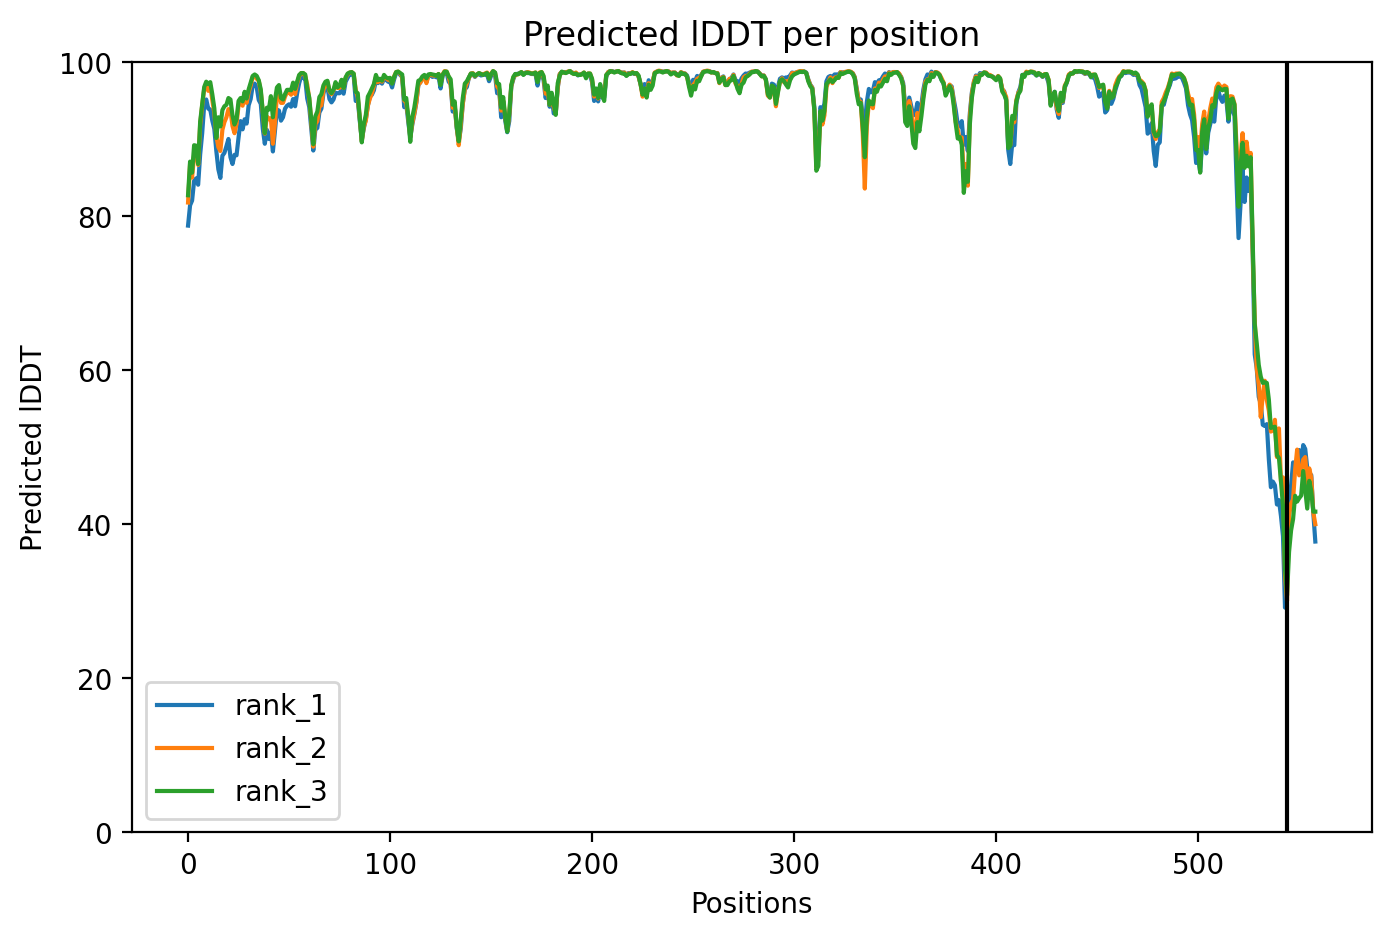 Predicted lDDT per position
Predicted lDDT
100
80
60
40
20
0
rank_1
rank_2
rank_3
0 100 200 300 400 500
Positions